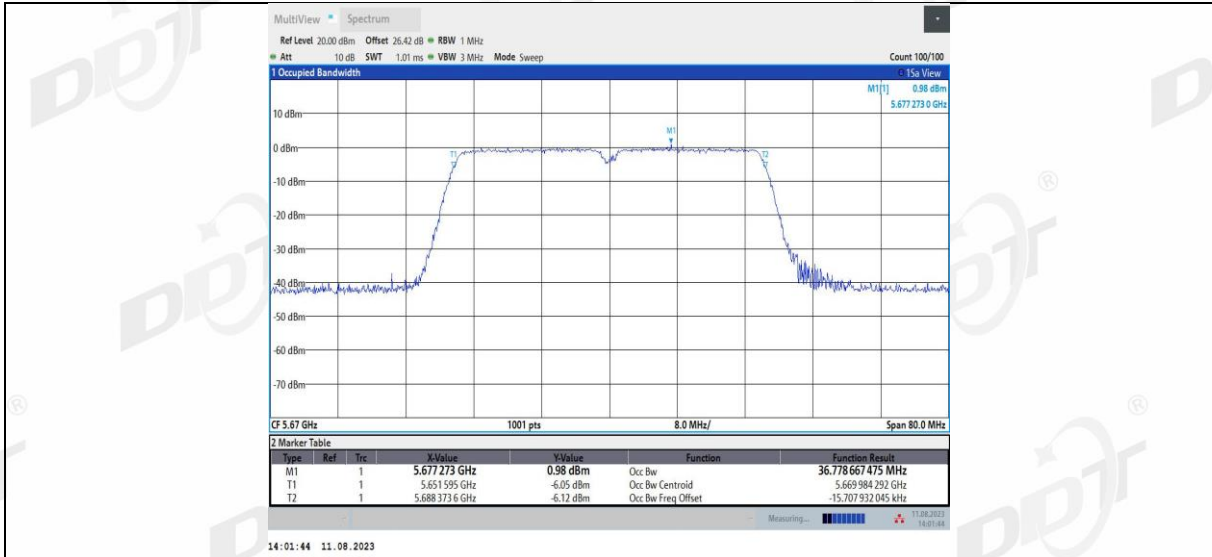 MultiView Spectrum
Ref Level 20.00 dBm Offset 26.42 dB RBW 1 MHz
Att 10 dB SWT 1.01 ms VBW 3 MHz Mode Sweep Count 100/100
1 Occupied Bandwidth 1Sa View
M1[1] 0.98 dBm
5.677 273 0 GHz
10 dBm
M1
0 dBm
T1 T2
-10 dBm
-20 dBm
-30 dBm
-40 dBm
-50 dBm
-60 dBm
-70 dBm
CF 5.67 GHz 1001 pts 8.0 MHz/ Span 80.0 MHz
2 Marker Table
Type Ref Trc X-Value Y-Value Function Function Result
M1 1 5.677 273 GHz 0.98 dBm Occ Bw 36.778 667 475 MHz
T1 1 5.651 595 GHz -6.05 dBm Occ Bw Centroid 5.669 984 292 GHz
T2 1 5.688 373 6 GHz -6.12 dBm Occ Bw Freq Offset -15.707 932 045 kHz
Measuring... 11.08.2023
14:01:44
14:01:44 11.08.2023
DDT
®